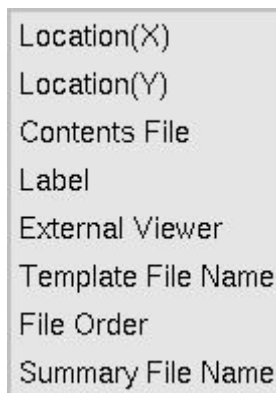 Location(X)
Location(Y)
Contents File
Label
External Viewer
Template File Name
File Order
Summary File Name